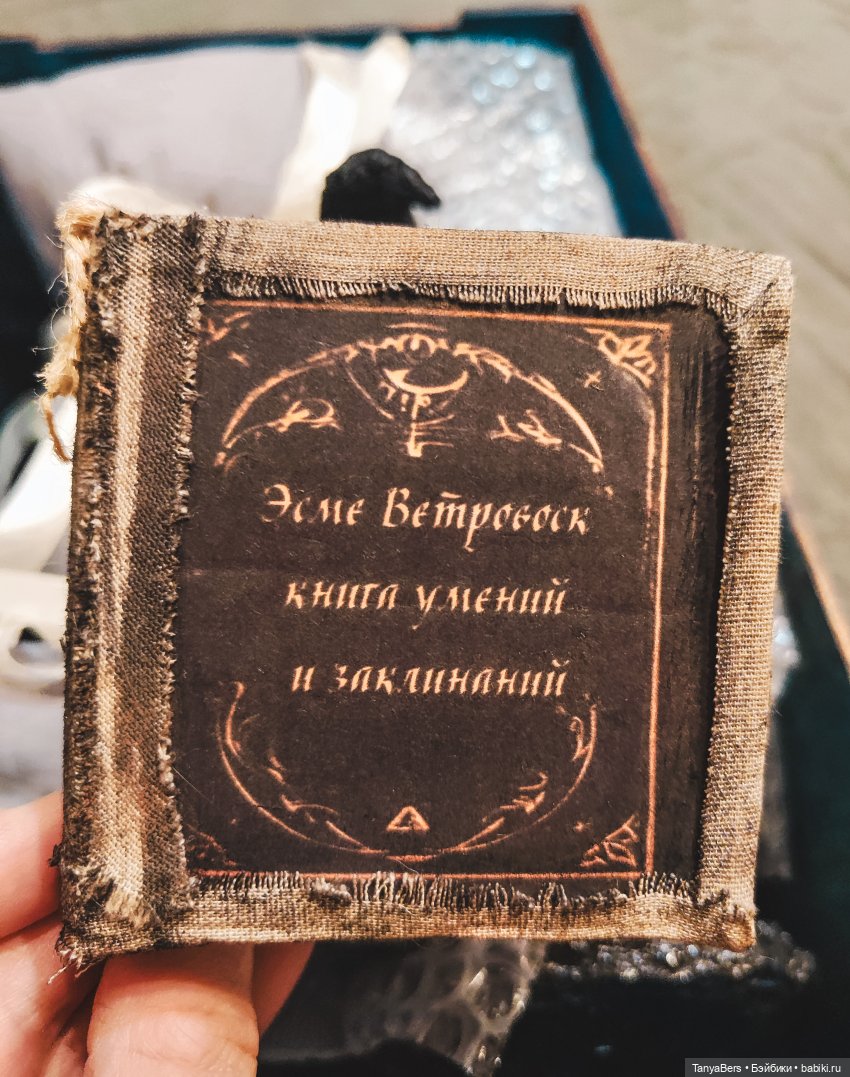 Эсме Ветровоск
книга умений
и заклинаний
TanyaBers • Бэйбики • babiki.ru